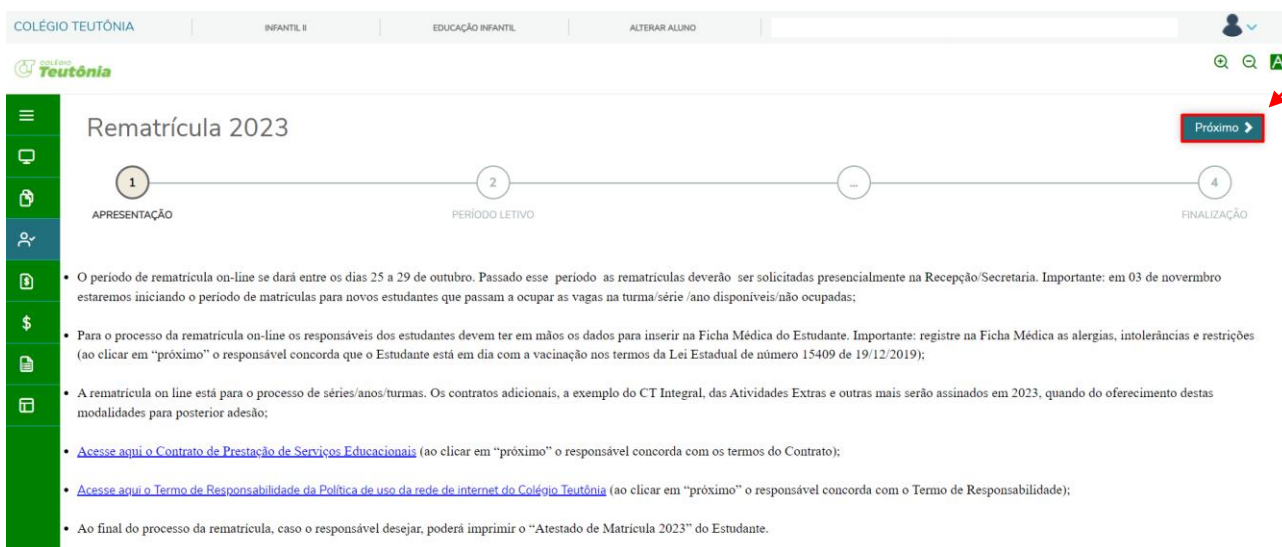 COLÉGIO TEUTÔNIA INFANTIL II EDUCAÇÃO INFANTIL ALTERAR ALUNO
COLÉGIO
Teutônia
A
Rematrícula 2023
Próximo
1 2 ... 4
APRESENTAÇÃO PERÍODO LETIVO FINALIZAÇÃO
• O período de rematrícula on-line se dará entre os dias 25 a 29 de outubro. Passado esse período as rematrículas deverão ser solicitadas presencialmente na Recepção/Secretaria. Importante: em 03 de novermbro
estaremos iniciando o período de matrículas para novos estudantes que passam a ocupar as vagas na turma/série /ano disponíveis/não ocupadas;
• Para o processo da rematrícula on-line os responsáveis dos estudantes devem ter em mãos os dados para inserir na Ficha Médica do Estudante. Importante: registre na Ficha Médica as alergias, intolerâncias e restrições
(ao clicar em “próximo” o responsável concorda que o Estudante está em dia com a vacinação nos termos da Lei Estadual de número 15409 de 19/12/2019);
• A rematrícula on line está para o processo de séries/anos/turmas. Os contratos adicionais, a exemplo do CT Integral, das Atividades Extras e outras mais serão assinados em 2023, quando do oferecimento destas
modalidades para posterior adesão;
• Acesse aqui o Contrato de Prestação de Serviços Educacionais (ao clicar em “próximo” o responsável concorda com os termos do Contrato);
• Acesse aqui o Termo de Responsabilidade da Política de uso da rede de internet do Colégio Teutônia (ao clicar em “próximo” o responsável concorda com o Termo de Responsabilidade);
• Ao final do processo da rematrícula, caso o responsável desejar, poderá imprimir o “Atestado de Matrícula 2023” do Estudante.